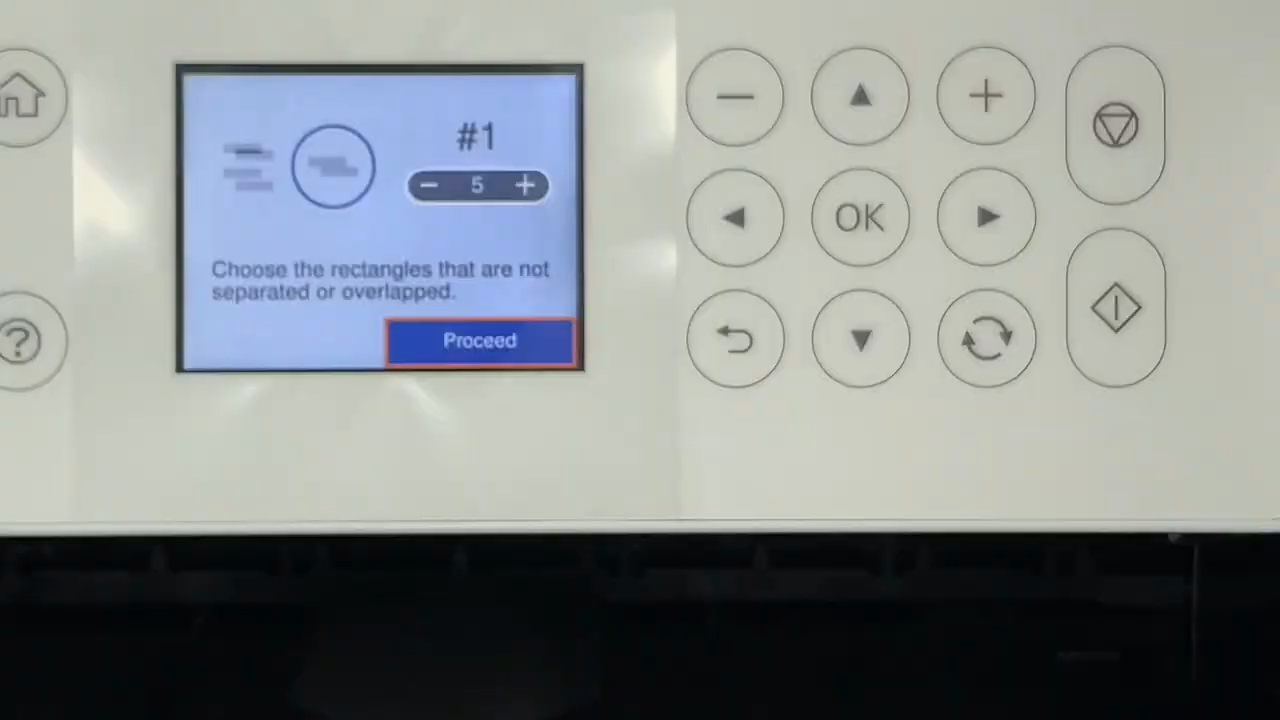 #1
− 5 +
Choose the rectangles that are not
separated or overlapped.
Proceed
OK
?